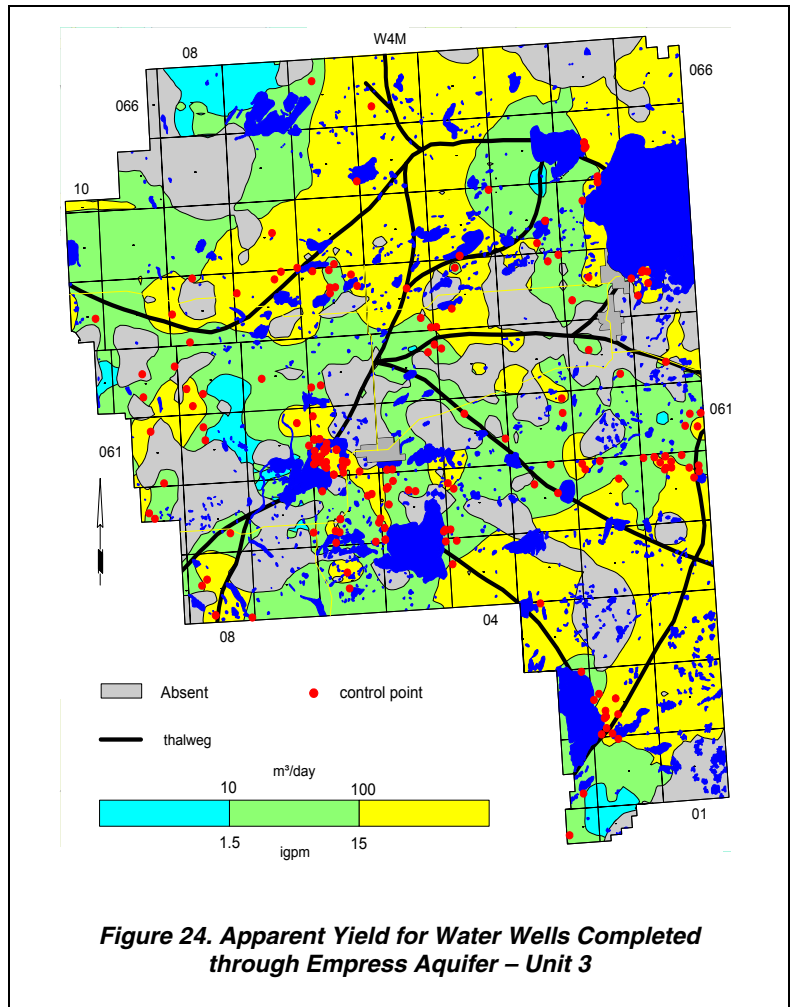 W4M
08
066
066
10
061
061
04
08
Absent
control point
thalweg
m³/day
10
100
1.5
igpm
15
01
Figure 24. Apparent Yield for Water Wells Completed
through Empress Aquifer – Unit 3